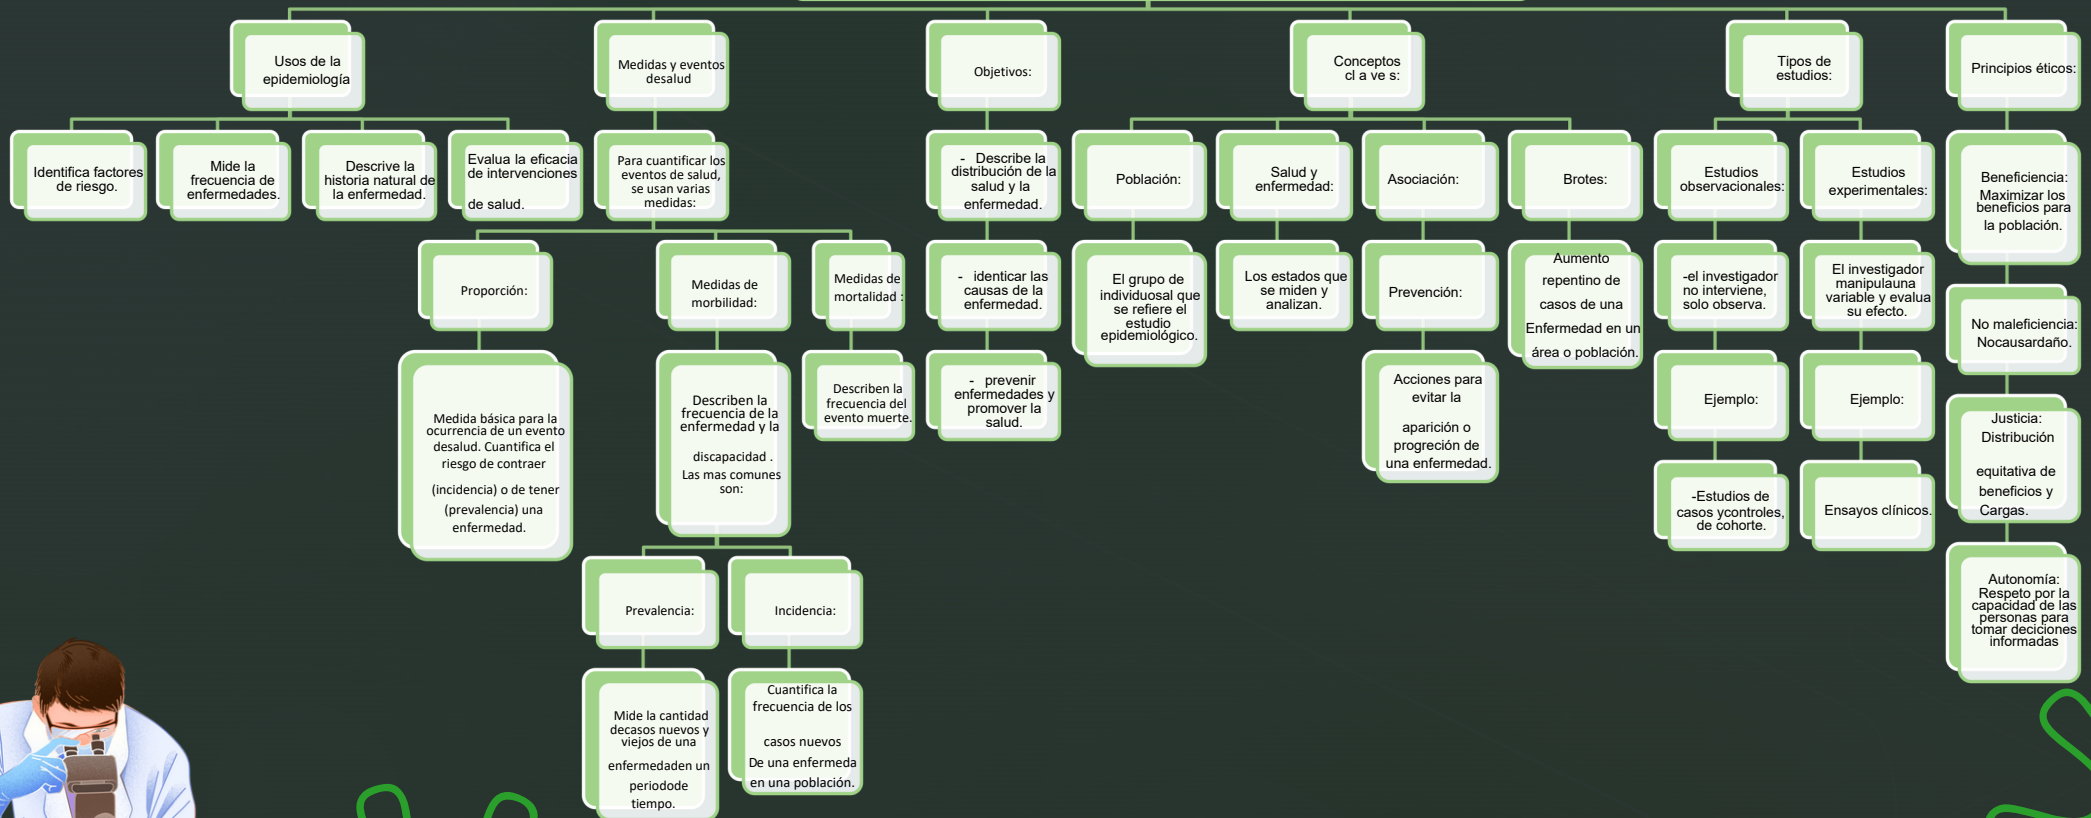 Usos de la
epidemiología
Medidas y eventos
desalud
Objetivos:
Conceptos
cl a ve s:
Tipos de
estudios:
Principios éticos:
Identifica factores
de riesgo.
Mide la
frecuencia de
enfermedades.
Descrive la
historia natural de
la enfermedad.
Evalua la eficacia
de intervenciones
de salud.
Para cuantificar los
eventos de salud,
se usan varias
medidas:
Proporción:
Medida básica para la
ocurrencia de un evento
desalud. Cuantifica el
riesgo de contraer
(incidencia) o de tener
(prevalencia) una
enfermedad.
Medidas de
morbilidad:
Describen la
frecuencia de la
enfermedad y la
discapacidad .
Las mas comunes
son:
Prevalencia:
Mide la cantidad
decasos nuevos y
viejos de una
enfermedaden un
periodode
tiempo.
Incidencia:
Cuantifica la
frecuencia de los
casos nuevos
De una enfermeda
en una población.
Medidas de
mortalidad :
Describen la
frecuencia del
evento muerte.
- Describe la
distribución de la
salud y la
enfermedad.
- identicar las
causas de la
enfermedad.
- prevenir
enfermedades y
promover la
salud.
Población:
El grupo de
individuosal que
se refiere el
estudio
epidemiológico.
Salud y
enfermedad:
Los estados que
se miden y
analizan.
Asociación:
Prevención:
Acciones para
evitar la
aparición o
progreción de
una enfermedad.
Brotes:
Aumento
repentino de
casos de una
Enfermedad en un
área o población.
Estudios
observacionales:
-el investigador
no interviene,
solo observa.
Ejemplo:
-Estudios de
casos ycontroles,
de cohorte.
Estudios
experimentales:
El investigador
manipulauna
variable y evalua
su efecto.
Ejemplo:
Ensayos clínicos.
Beneficiencia:
Maximizar los
beneficios para
la población.
No maleficiencia:
Nocausardaño.
Justicia:
Distribución
equitativa de
beneficios y
Cargas.
Autonomía:
Respeto por la
capacidad de las
personas para
tomar deciciones
informadas